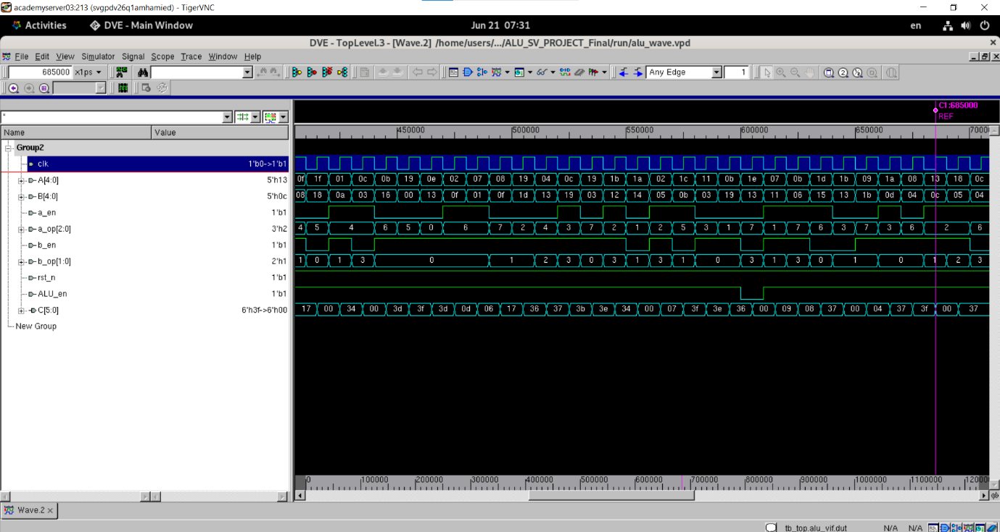 academyserver03:213 (svgpdv26q1amhamied) - TigerVNC
Activities DVE - Main Window Jun 21 07:31 en
DVE - TopLevel.3 - [Wave.2] /home/users/.../ALU_SV_PROJECT_Final/run/alu_wave.vpd
File Edit View Simulator Signal Scope Trace Window Help
685000 x1ps Any Edge 1
C1:685000
* REF
Name Value 450000 500000 550000 600000 650000 70000
Group2
clk 1'b0->1'b1
A[4:0] 5'h13 0f 1f 01 0c 0b 19 0e 02 07 08 19 04 0c 19 1b 1a 02 1c 11 0b 1e 07 0b 1d 1b 09 1a 08 13 18 0c
B[4:0] 5'h0c 08 18 0a 03 16 00 13 0f 01 0f 1d 13 19 03 12 14 05 0b 03 19 13 11 06 15 13 1b 0d 04 0c 05 04
a_en 1'b1
a_op[2:0] 3'h2 4 5 4 6 5 0 6 7 2 4 3 7 2 1 2 5 3 1 7 1 7 6 3 7 3 6 2 6
b_en 1'b1
b_op[1:0] 2'h1 1 0 1 3 0 1 2 3 0 3 1 3 1 0 3 1 3 0 1 0 1 2 3
rst_n 1'b1
ALU_en 1'b1
C[5:0] 6'h3f->6'h00 17 00 34 00 3d 3f 3d 0d 06 17 36 37 3b 3e 34 00 07 3f 3e 36 00 09 08 37 00 04 37 3f 00 37
New Group
0 100000 200000 300000 400000 500000 600000 700000 800000 900000 1000000 1100000 120000
Wave.2
tb_top.alu_vif.dut N/A N/A